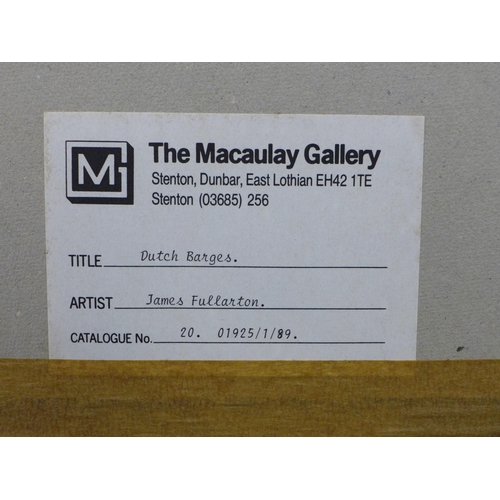 MG
The Macaulay Gallery
Stenton, Dunbar, East Lothian EH42 1TE
Stenton (03685) 256
TITLE Dutch Barges.
ARTIST James Fullarton.
CATALOGUE No. 20. 01925/1/89.